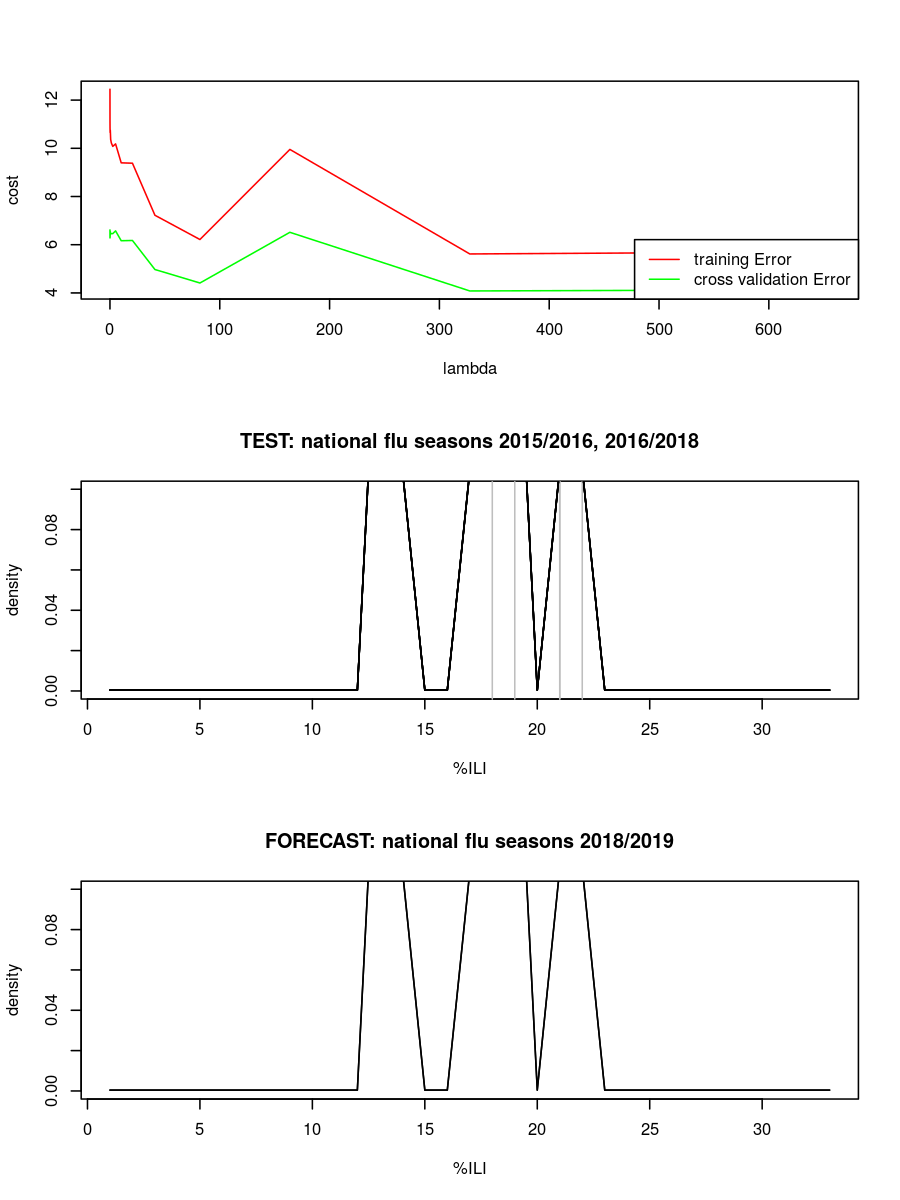 12
10
8
6
4
cost
training Error
cross validation Error
0 100 200 300 400 500 600
lambda
TEST: national flu seasons 2015/2016, 2016/2018
0.08
0.04
0.00
density
0 5 10 15 20 25 30
%ILI
FORECAST: national flu seasons 2018/2019
0.08
0.04
0.00
density
0 5 10 15 20 25 30
%ILI